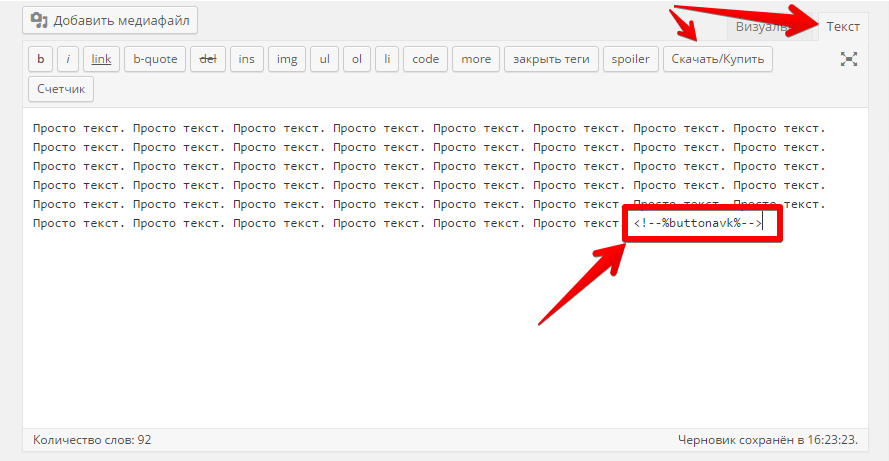 Добавить медиафайл
Визуаль
Текст
b i link b-quote del ins img ul ol li code more закрыть теги spoiler Скачать/Купить
Счетчик
Просто текст. Просто текст. Просто текст. Просто текст. Просто текст. Просто текст. Просто текст. Просто текст.
Просто текст. Просто текст. Просто текст. Просто текст. Просто текст. Просто текст. Просто текст. Просто текст.
Просто текст. Просто текст. Просто текст. Просто текст. Просто текст. Просто текст. Просто текст. Просто текст.
Просто текст. Просто текст. Просто текст. Просто текст. Просто текст. Просто текст. Просто текст. Просто текст.
Просто текст. Просто текст. Просто текст. Просто текст. Просто текст. Просто текст. Просто текст. Просто текст.
Просто текст. Просто текст. Просто текст. Просто текст. Просто текст. Просто текст <!--%buttonavk%-->
Количество слов: 92
Черновик сохранён в 16:23:23.